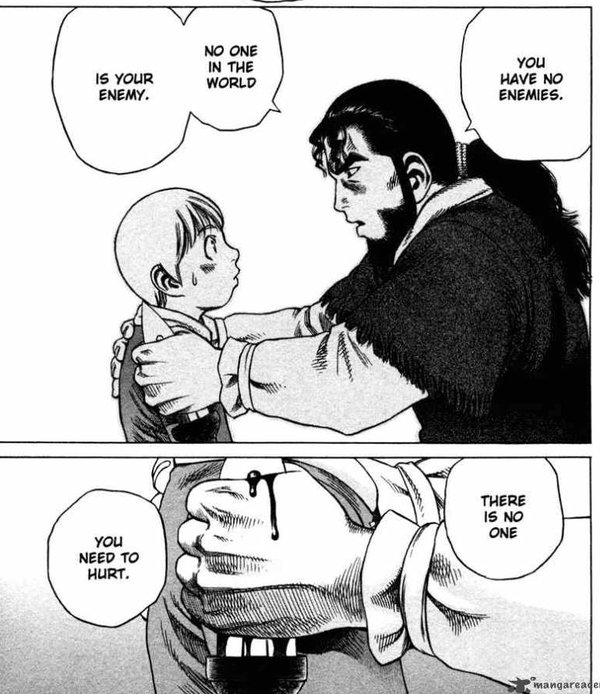 YOU
HAVE NO
ENEMIES.
NO ONE
IN THE
WORLD
IS YOUR
ENEMY.
THERE
IS NO
ONE
YOU
NEED TO
HURT.
mangareader